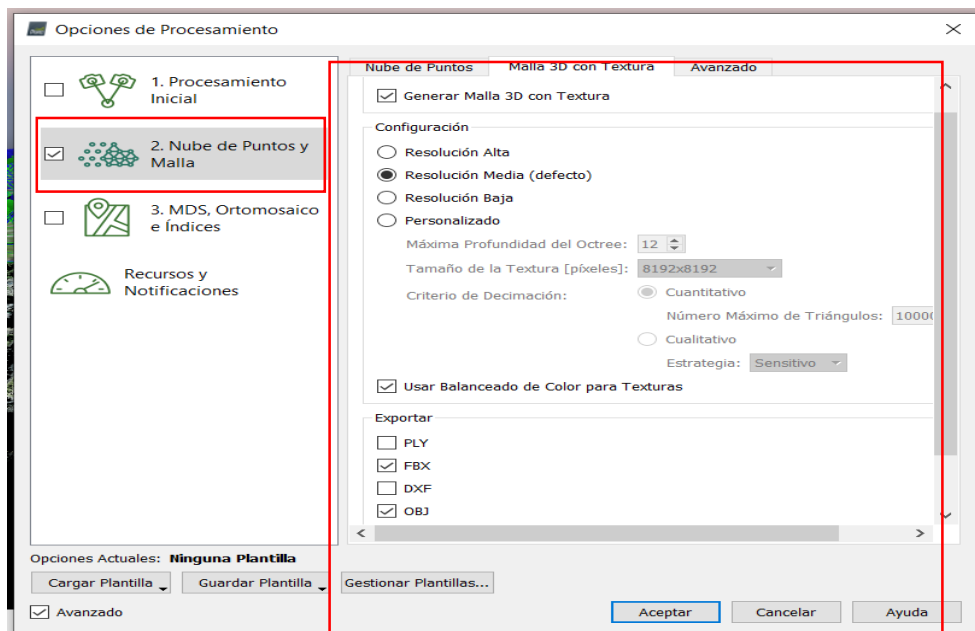 Opciones de Procesamiento
1. Procesamiento
Inicial
2. Nube de Puntos y
Malla
3. MDS, Ortomosaico
e Índices
Recursos y
Notificaciones
Nube de Puntos Malla 3D con Textura Avanzado
Generar Malla 3D con Textura
Configuración
Resolución Alta
Resolución Media (defecto)
Resolución Baja
Personalizado
Máxima Profundidad del Octree: 12
Tamaño de la Textura [píxeles]: 8192x8192
Criterio de Decimación: Cuantitativo
Número Máximo de Triángulos: 1000
Cualitativo
Estrategia: Sensitivo
Usar Balanceado de Color para Texturas
Exportar
PLY
FBX
DXF
OBJ
Opciones Actuales: Ninguna Plantilla
Cargar Plantilla Guardar Plantilla Gestionar Plantillas...
Avanzado Aceptar Cancelar Ayuda